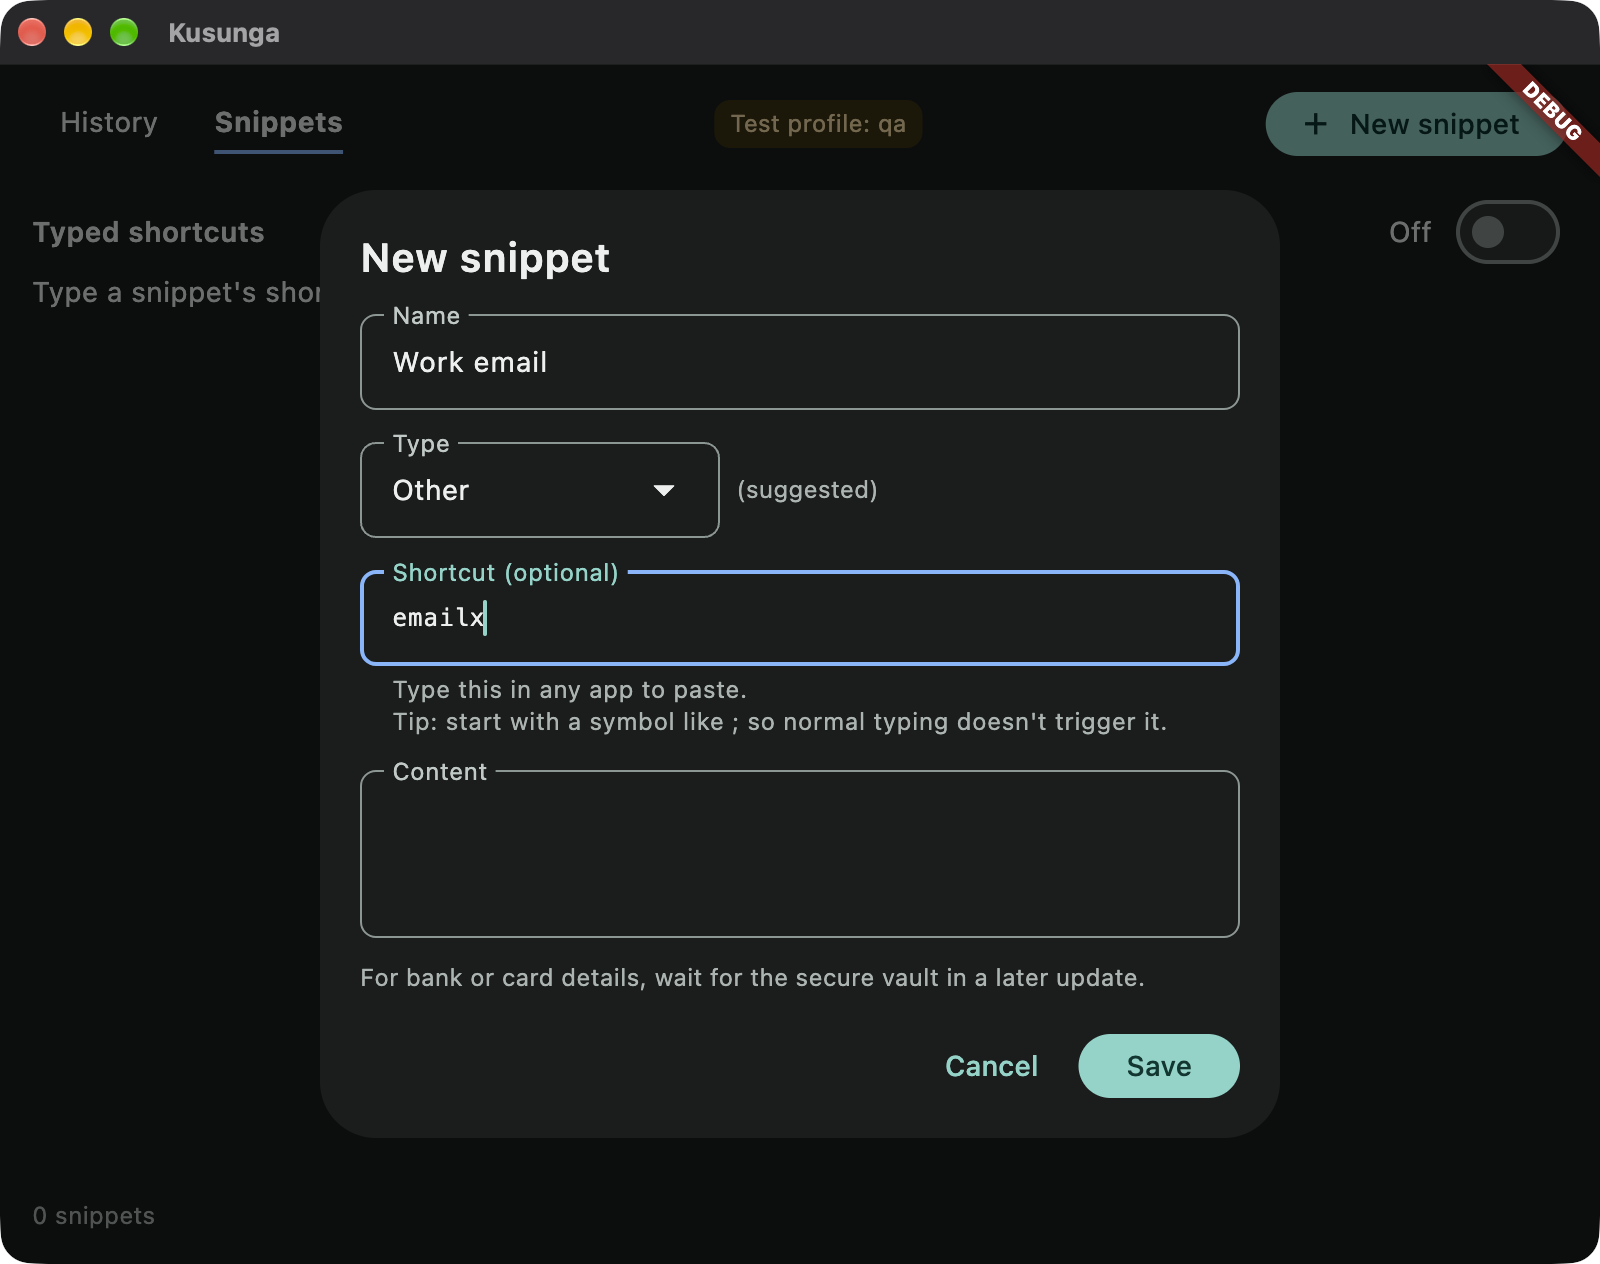 Kusunga
History
Snippets
Test profile: qa
+ New snippet
DEBUG
Typed shortcuts
Off
Type a snippet's shor
New snippet
Name
Work email
Type
Other
(suggested)
Shortcut (optional)
emailx
Type this in any app to paste.
Tip: start with a symbol like ; so normal typing doesn't trigger it.
Content
For bank or card details, wait for the secure vault in a later update.
Cancel
Save
0 snippets